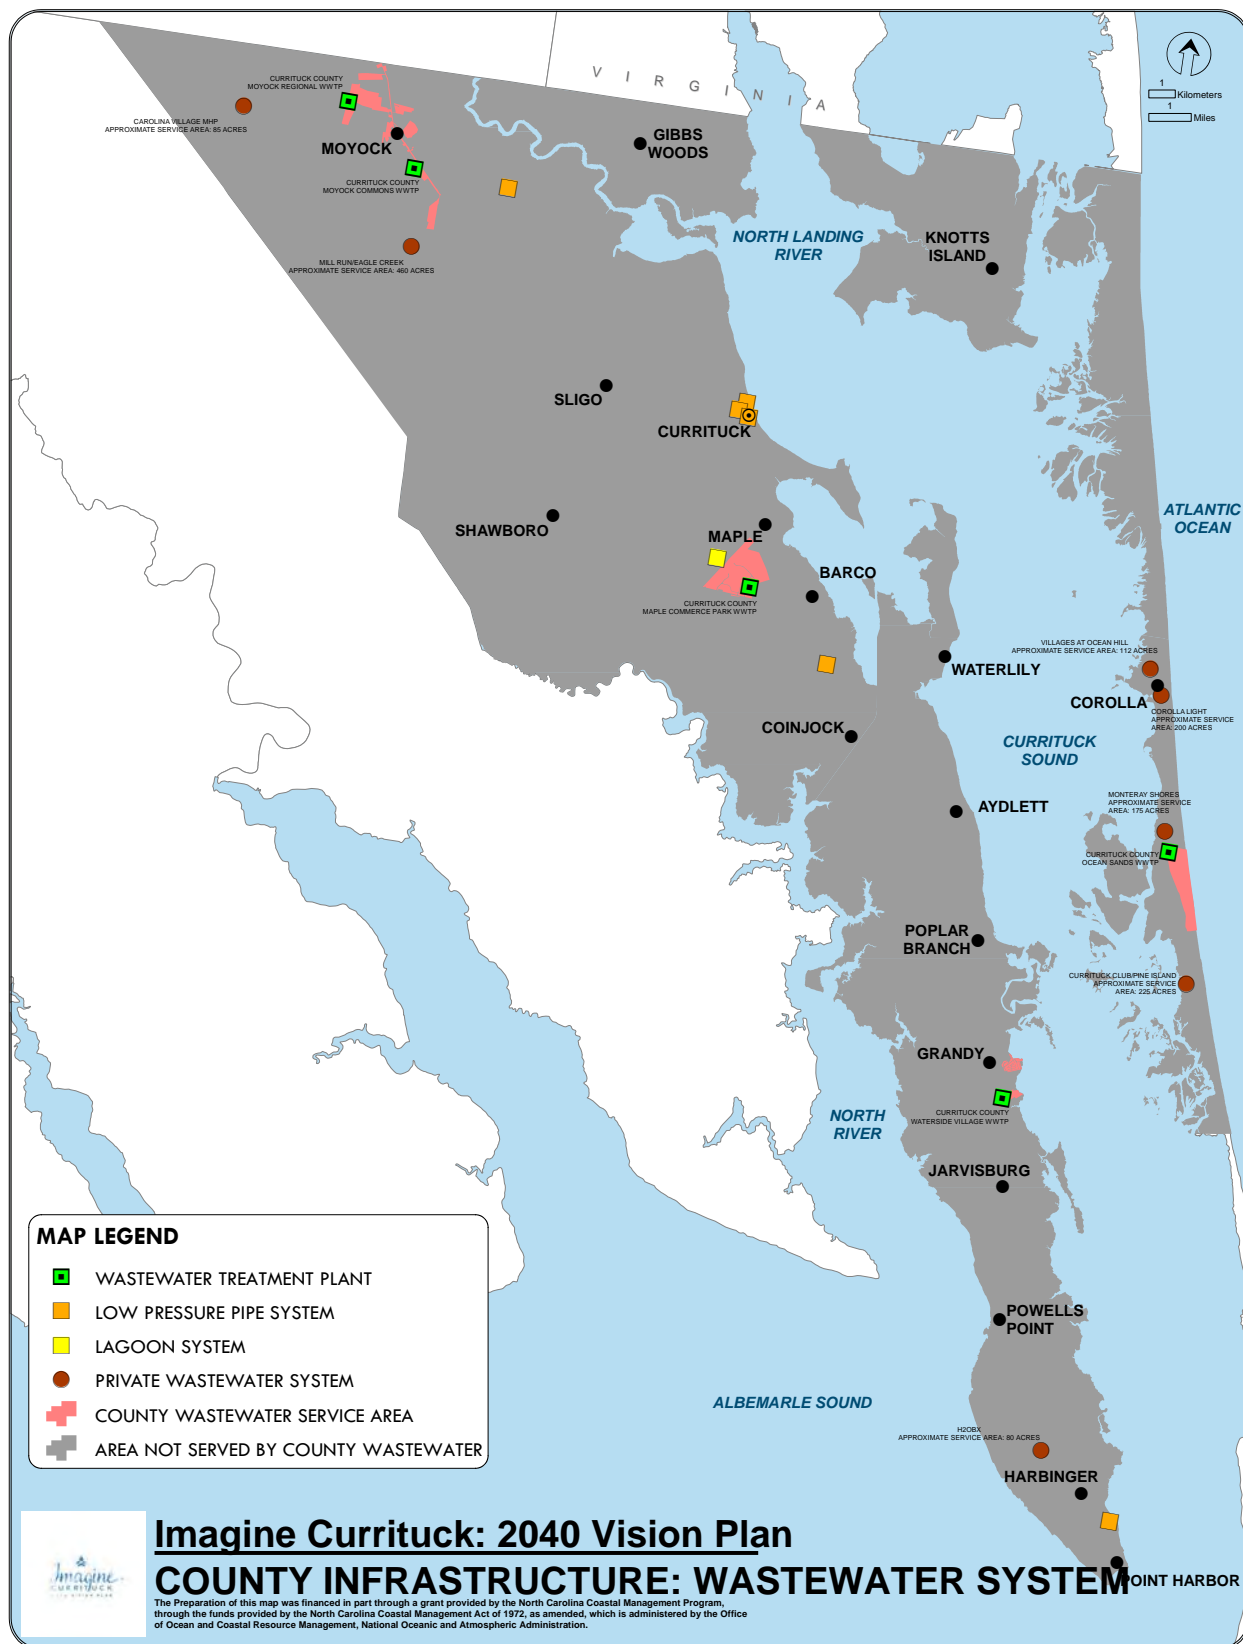 VIRGINIA
1
Kilometers
1
Miles
CURRITUCK COUNTY
MOYOCK REGIONAL WWTP
CAROLINA VILLAGE MHP
APPROXIMATE SERVICE AREA: 85 ACRES
MOYOCK
GIBBS
WOODS
CURRITUCK COUNTY
MOYOCK COMMONS WWTP
MILL RUN/EAGLE CREEK
APPROXIMATE SERVICE AREA: 460 ACRES
NORTH LANDING
RIVER
KNOTTS
ISLAND
SLIGO
CURRITUCK
SHAWBORO
MAPLE
ATLANTIC
OCEAN
BARCO
CURRITUCK COUNTY
MAPLE COMMERCE PARK WWTP
VILLAGES AT OCEAN HILL
APPROXIMATE SERVICE AREA: 112 ACRES
WATERLILY
COROLLA
COROLLA LIGHT
APPROXIMATE SERVICE
AREA: 200 ACRES
COINJOCK
CURRITUCK
SOUND
MONTERAY SHORES
APPROXIMATE SERVICE
AREA: 175 ACRES
AYDLETT
CURRITUCK COUNTY
OCEAN SANDS WWTP
POPLAR
BRANCH
CURRITUCK CLUB/PINE ISLAND
APPROXIMATE SERVICE
AREA: 225 ACRES
GRANDY
CURRITUCK COUNTY
WATERSIDE VILLAGE WWTP
NORTH
RIVER
JARVISBURG
MAP LEGEND
WASTEWATER TREATMENT PLANT
LOW PRESSURE PIPE SYSTEM
LAGOON SYSTEM
PRIVATE WASTEWATER SYSTEM
COUNTY WASTEWATER SERVICE AREA
AREA NOT SERVED BY COUNTY WASTEWATER
POWELLS
POINT
ALBEMARLE SOUND
H2OBX
APPROXIMATE SERVICE AREA: 80 ACRES
HARBINGER
POINT HARBOR
Imagine
CURRITUCK
Imagine Currituck: 2040 Vision Plan
COUNTY INFRASTRUCTURE: WASTEWATER SYSTEM
The Preparation of this map was financed in part through a grant provided by the North Carolina Coastal Management Program,
through the funds provided by the North Carolina Coastal Management Act of 1972, as amended, which is administered by the Office
of Ocean and Coastal Resource Management, National Oceanic and Atmospheric Administration.